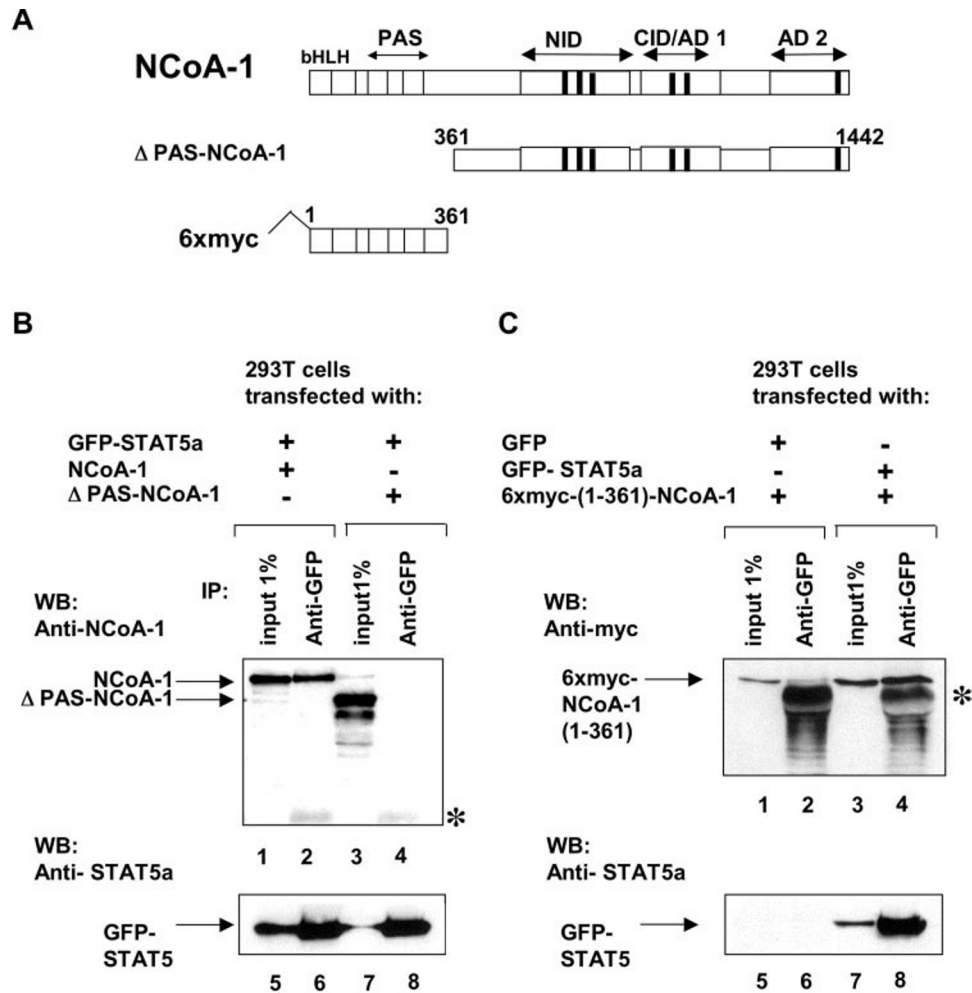 A
PAS
NID
CID/AD 1
AD 2
bHLH
NCoA-1
361
1442
Δ PAS-NCoA-1
1
361
6xmyc
B
293T cells
transfected with:
GFP-STAT5a + +
NCoA-1 + -
Δ PAS-NCoA-1 - +
IP:
input 1%
Anti-GFP
input1%
Anti-GFP
WB:
Anti-NCoA-1
NCoA-1
Δ PAS-NCoA-1
*
1 2 3 4
WB:
Anti- STAT5a
GFP-
STAT5
5 6 7 8
C
293T cells
transfected with:
GFP + -
GFP- STAT5a - +
6xmyc-(1-361)-NCoA-1 + +
input 1%
Anti-GFP
input1%
Anti-GFP
WB:
Anti-myc
6xmyc-
NCoA-1
(1-361)
*
1 2 3 4
WB:
Anti- STAT5a
GFP-
STAT5
5 6 7 8